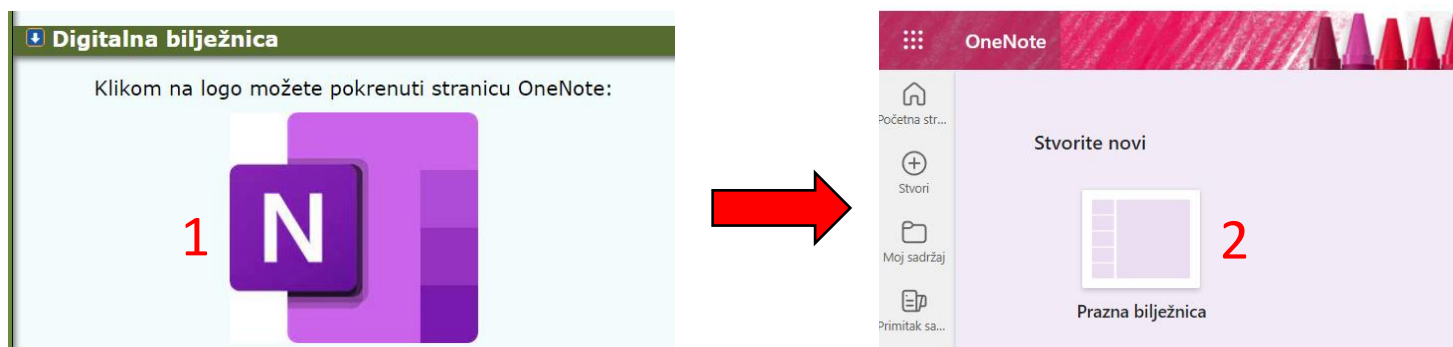 Digitalna bilježnica
Klikom na logo možete pokrenuti stranicu OneNote:
N
1
OneNote
Početna str...
Stvori
Moj sadržaj
Primitak sa...
Stvorite novi
2
Prazna bilježnica